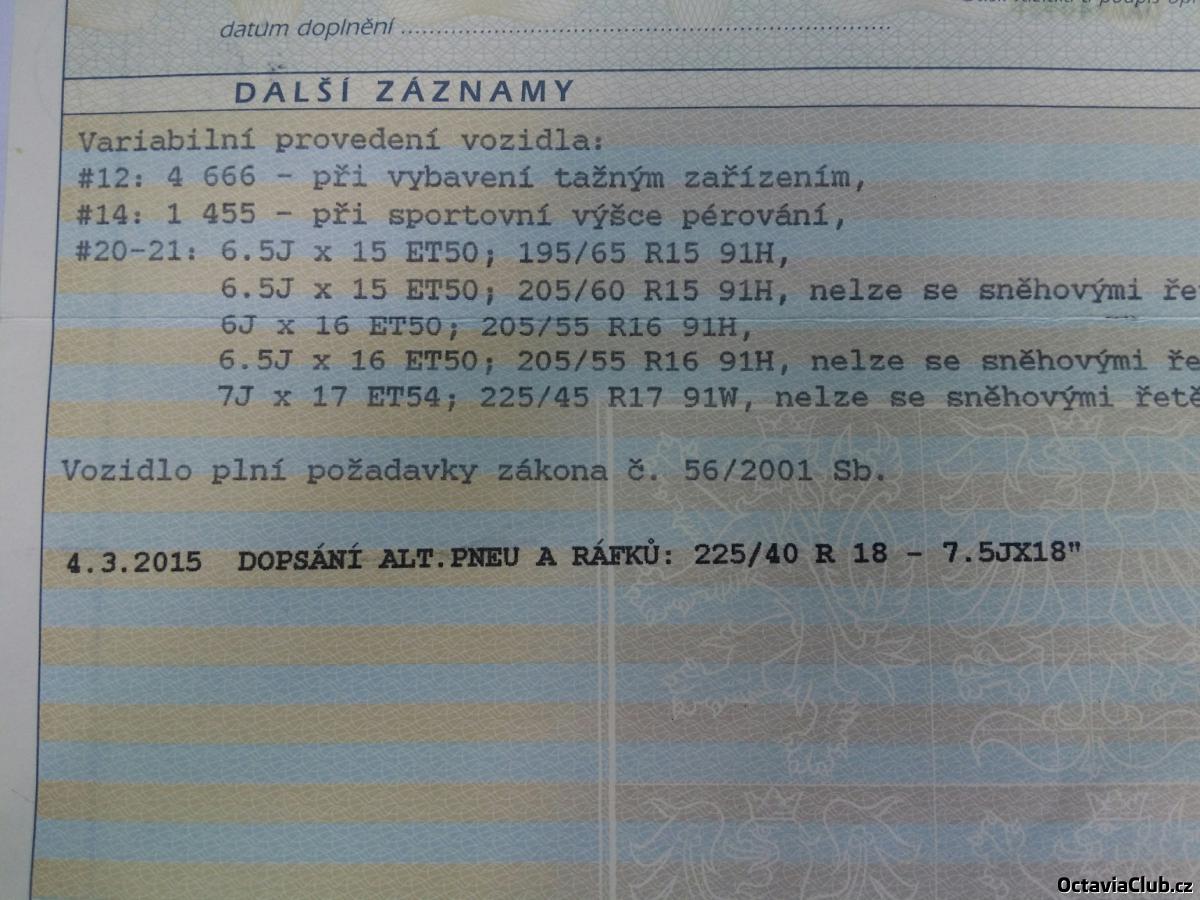 datum doplnění
DALŠÍ ZÁZNAMY
Variabilní provedení vozidla:
#12: 4 666 - při vybavení tažným zařízením,
#14: 1 455 - při sportovní výšce pérování,
#20-21: 6.5J x 15 ET50; 195/65 R15 91H,
6.5J x 15 ET50; 205/60 R15 91H, nelze se sněhovými
6J x 16 ET50; 205/55 R16 91H,
6.5J x 16 ET50; 205/55 R16 91H, nelze se sněhovými
7J x 17 ET54; 225/45 R17 91W, nelze se sněhovými
Vozidlo plní požadavky zákona č. 56/2001 Sb.
4.3.2015 DOPSÁNÍ ALT.PNEU A RÁFKŮ: 225/40 R 18 - 7.5JX18"
OctaviaClub.cz